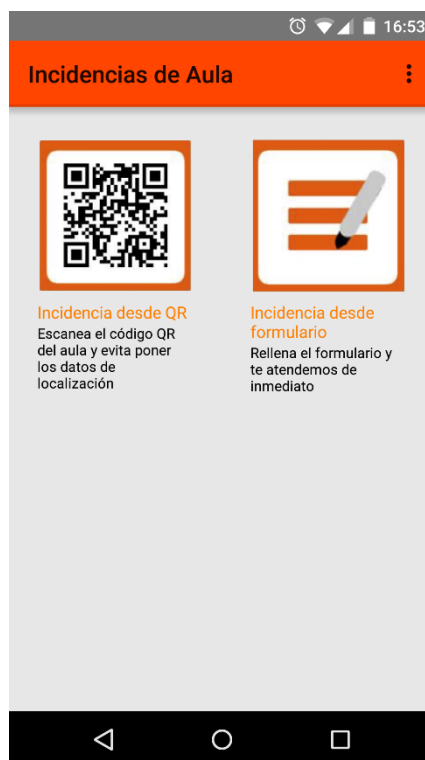 16:53
Incidencias de Aula
Incidencia desde QR
Escanea el código QR
del aula y evita poner
los datos de
localización
Incidencia desde
formulario
Rellena el formulario y
te atendemos de
inmediato